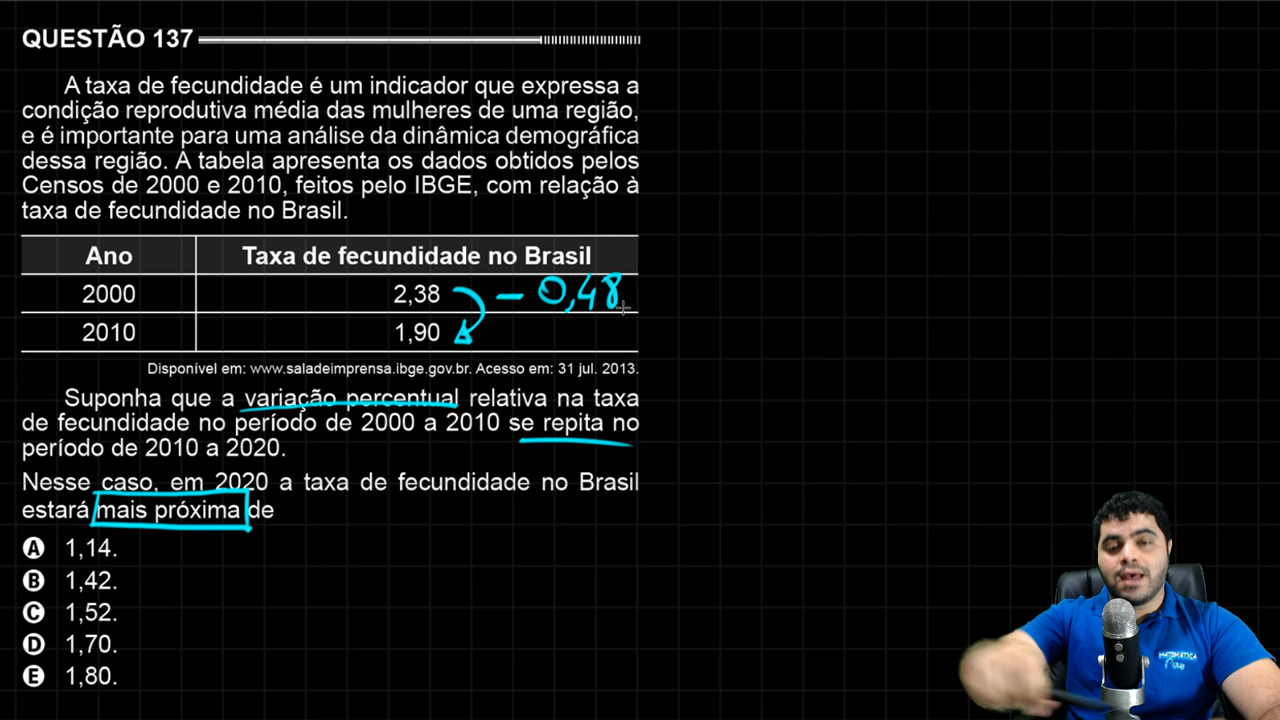 QUESTÃO 137
A taxa de fecundidade é um indicador que expressa a
condição reprodutiva média das mulheres de uma região,
e é importante para uma análise da dinâmica demográfica
dessa região. A tabela apresenta os dados obtidos pelos
Censos de 2000 e 2010, feitos pelo IBGE, com relação à
taxa de fecundidade no Brasil.
Ano Taxa de fecundidade no Brasil
2000 2,38 – 0,48
2010 1,90
Disponível em: www.saladeimprensa.ibge.gov.br. Acesso em: 31 jul. 2013.
Suponha que a variação percentual relativa na taxa
de fecundidade no período de 2000 a 2010 se repita no
período de 2010 a 2020.
Nesse caso, em 2020 a taxa de fecundidade no Brasil
estará mais próxima de
A 1,14.
B 1,42.
C 1,52.
D 1,70.
E 1,80.
MATEMÁTICA